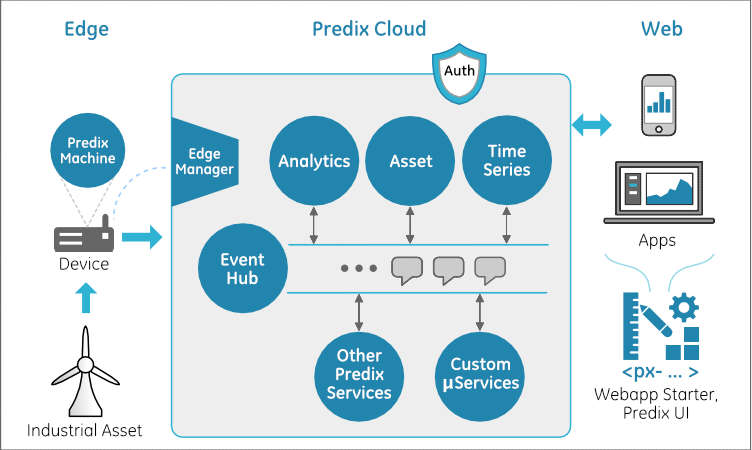 Edge
Predix Cloud
Web
Auth
Predix
Machine
Edge
Manager
Analytics
Asset
Time
Series
Device
Event
Hub
Apps
Other
Predix
Services
Custom
µServices
<px- ... >
Webapp Starter,
Predix UI
Industrial Asset